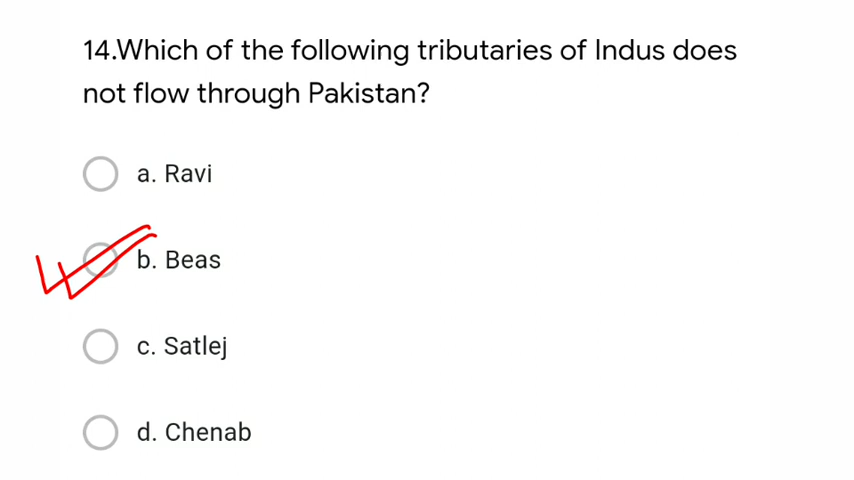 14.Which of the following tributaries of Indus does
not flow through Pakistan?
a. Ravi
b. Beas
c. Satlej
d. Chenab